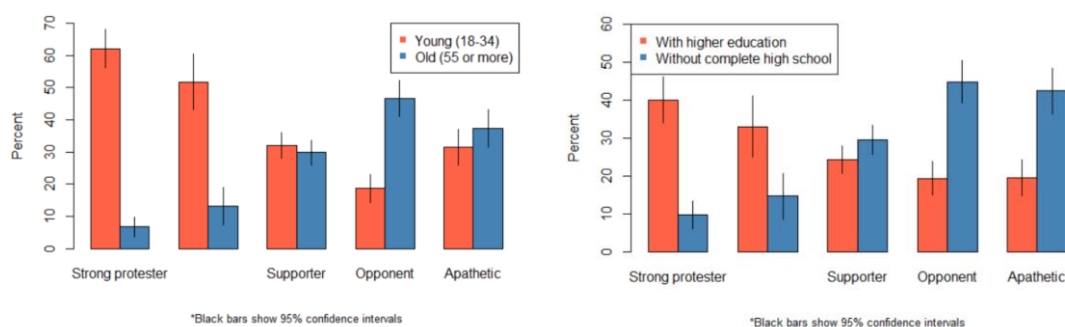 Percent
70
60
50
40
30
20
10
0
Young (18-34)
Old (55 or more)
Strong protester
Supporter
Opponent
Apathetic
*Black bars show 95% confidence intervals
Percent
60
50
40
30
20
10
0
With higher education
Without complete high school
Strong protester
Supporter
Opponent
Apathetic
*Black bars show 95% confidence intervals